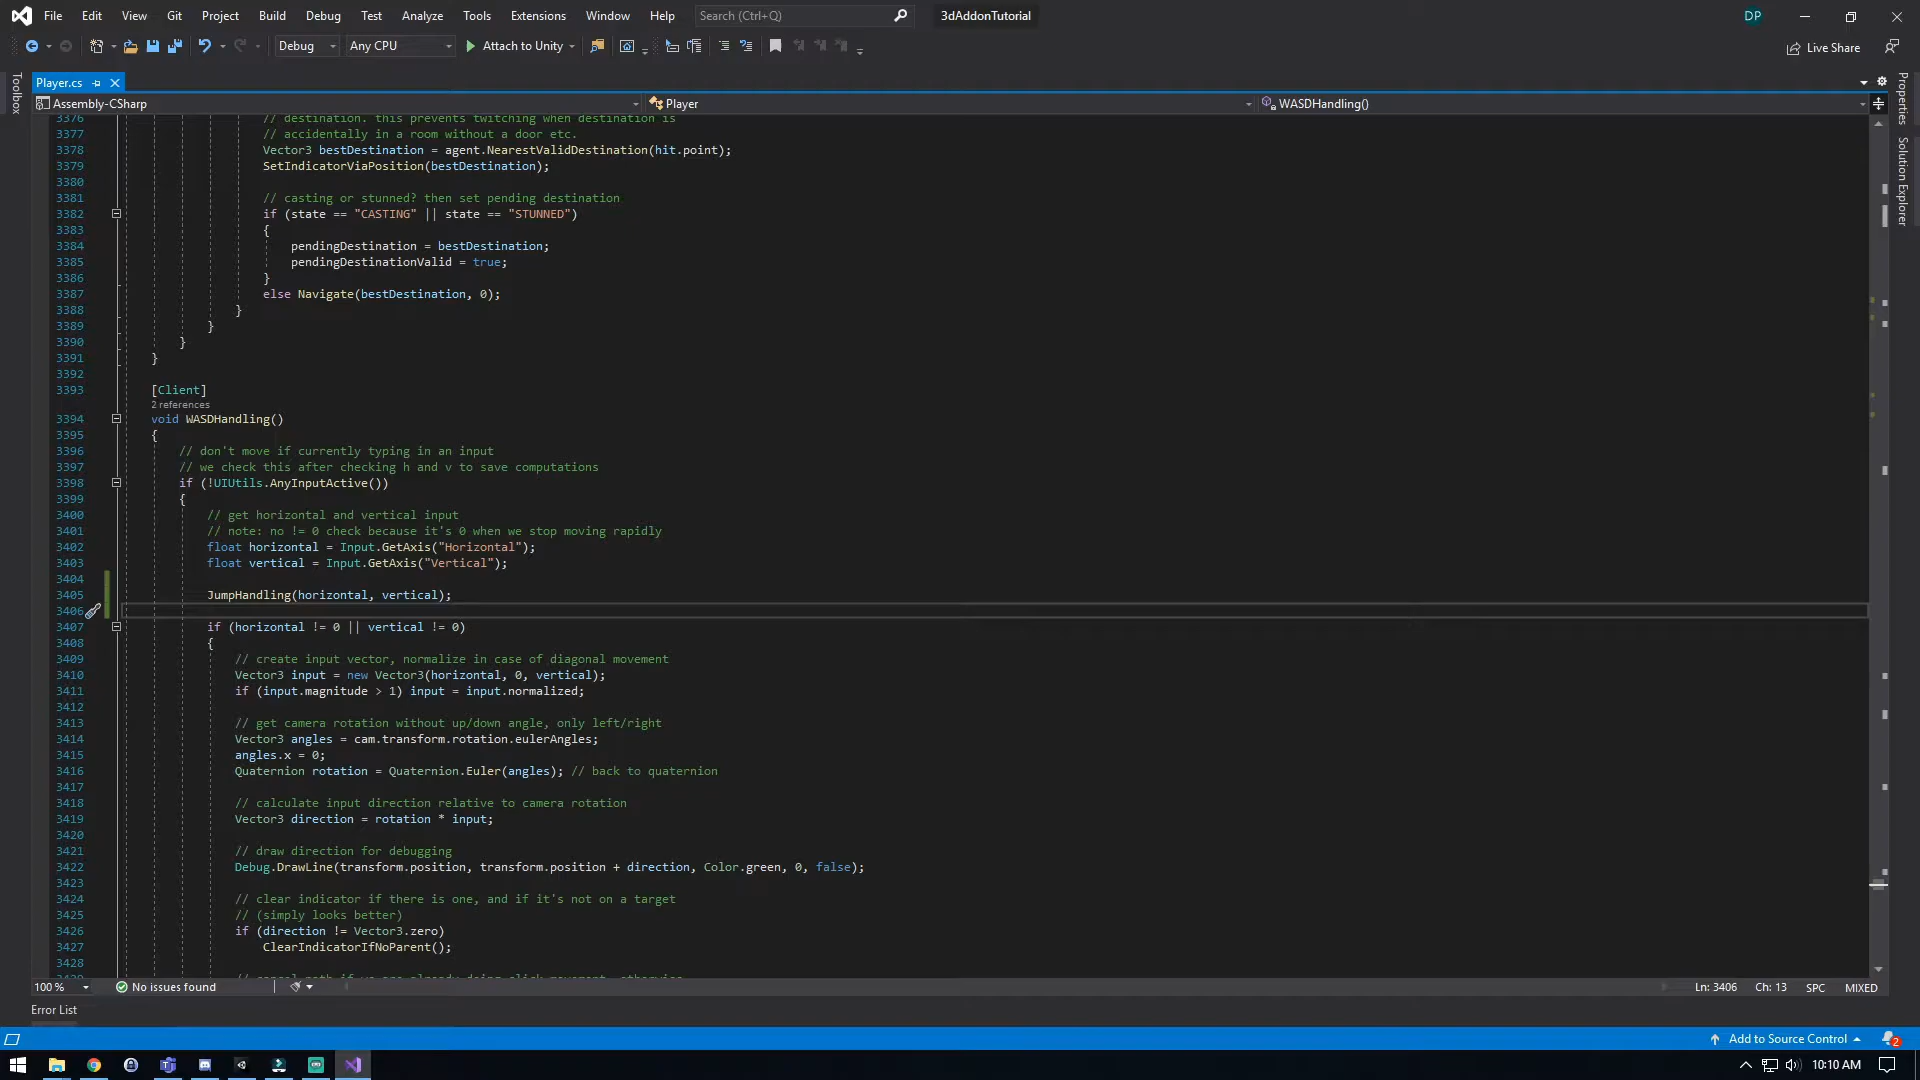 File Edit View Git Project Build Debug Test Analyze Tools Extensions Window Help Search (Ctrl+Q) 3dAddonTutorial DP
Debug Any CPU Attach to Unity Live Share
Toolbox
Player.cs
Properties
Solution Explorer
Assembly-CSharp Player WASDHandling()
3376 // destination. this prevents twitching when destination is
3377 // accidentally in a room without a door etc.
3378 Vector3 bestDestination = agent.NearestValidDestination(hit.point);
3379 SetIndicatorViaPosition(bestDestination);
3380
3381 // casting or stunned? then set pending destination
3382 if (state == "CASTING" || state == "STUNNED")
3383 {
3384 pendingDestination = bestDestination;
3385 pendingDestinationValid = true;
3386 }
3387 else Navigate(bestDestination, 0);
3388 }
3389 }
3390 }
3391 }
3392
3393 [Client]
2 references
3394 void WASDHandling()
3395 {
3396 // don't move if currently typing in an input
3397 // we check this after checking h and v to save computations
3398 if (!UIUtils.AnyInputActive())
3399 {
3400 // get horizontal and vertical input
3401 // note: no != 0 check because it's 0 when we stop moving rapidly
3402 float horizontal = Input.GetAxis("Horizontal");
3403 float vertical = Input.GetAxis("Vertical");
3404
3405 JumpHandling(horizontal, vertical);
3406
3407 if (horizontal != 0 || vertical != 0)
3408 {
3409 // create input vector, normalize in case of diagonal movement
3410 Vector3 input = new Vector3(horizontal, 0, vertical);
3411 if (input.magnitude > 1) input = input.normalized;
3412
3413 // get camera rotation without up/down angle, only left/right
3414 Vector3 angles = cam.transform.rotation.eulerAngles;
3415 angles.x = 0;
3416 Quaternion rotation = Quaternion.Euler(angles); // back to quaternion
3417
3418 // calculate input direction relative to camera rotation
3419 Vector3 direction = rotation * input;
3420
3421 // draw direction for debugging
3422 Debug.DrawLine(transform.position, transform.position + direction, Color.green, 0, false);
3423
3424 // clear indicator if there is one, and if it's not on a target
3425 // (simply looks better)
3426 if (direction != Vector3.zero)
3427 ClearIndicatorIfNoParent();
3428
100 % No issues found Ln: 3406 Ch: 13 SPC MIXED
Error List
Add to Source Control 2
10:10 AM